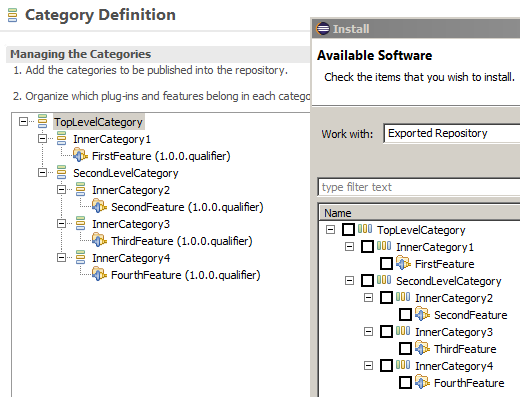 Category Definition
Managing the Categories
1. Add the categories to be published into the repository.
2. Organize which plug-ins and features belong in each catego
TopLevelCategory
InnerCategory1
FirstFeature (1.0.0.qualifier)
SecondLevelCategory
InnerCategory2
SecondFeature (1.0.0.qualifier)
InnerCategory3
ThirdFeature (1.0.0.qualifier)
InnerCategory4
FourthFeature (1.0.0.qualifier)
Install
Available Software
Check the items that you wish to install.
Work with: Exported Repository
type filter text
Name
TopLevelCategory
InnerCategory1
FirstFeature
SecondLevelCategory
InnerCategory2
SecondFeature
InnerCategory3
ThirdFeature
InnerCategory4
FourthFeature